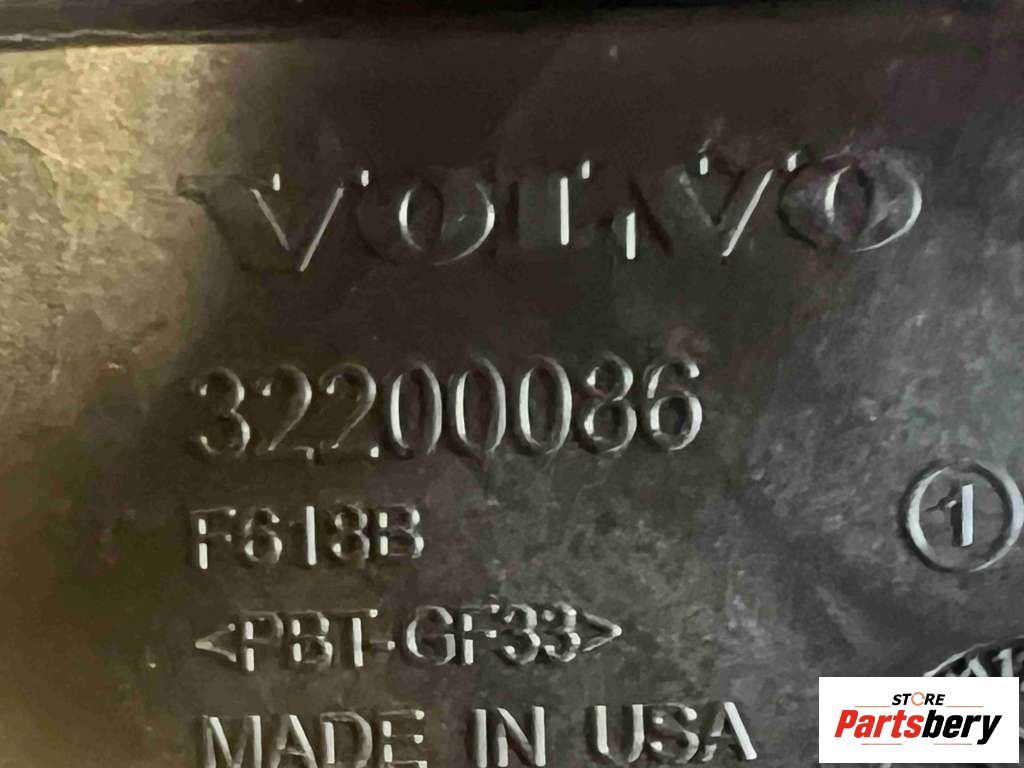 VOLVO
32200086
F618B
①
<PBT-GF33>
MADE IN USA
STORE
Partsbery